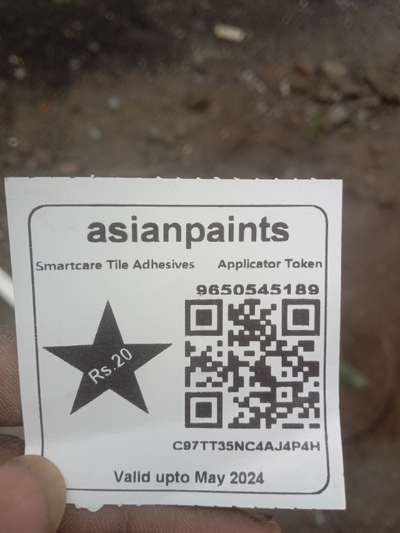 asianpaints
Smartcare Tile Adhesives Applicator Token
9650545189
Rs.20
C97TT35NC4AJ4P4H
Valid upto May 2024